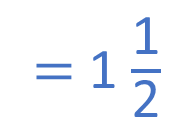 = 1 1/2